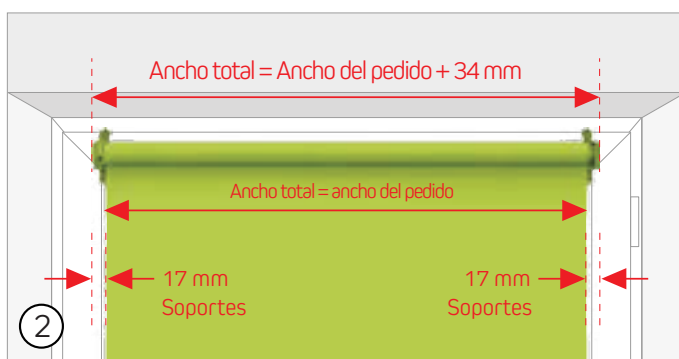 Ancho total = Ancho del pedido + 34 mm
Ancho total = ancho del pedido
17 mm
Soportes
17 mm
Soportes
2